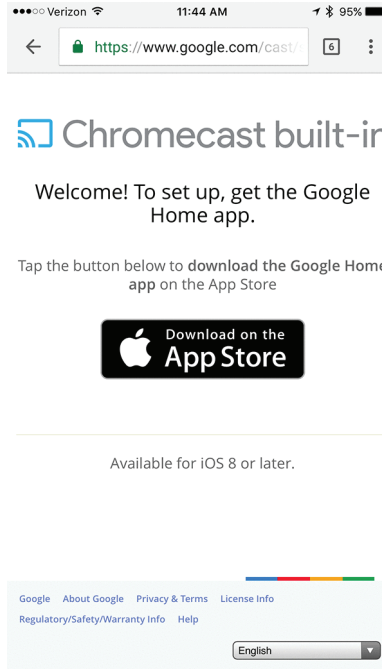 Verizon 11:44 AM 95%
https://www.google.com/cast/
6
Chromecast built-in
Welcome! To set up, get the Google
Home app.
Tap the button below to download the Google Home
app on the App Store
Download on the
App Store
Available for iOS 8 or later.
Google About Google Privacy & Terms License Info
Regulatory/Safety/Warranty Info Help
English